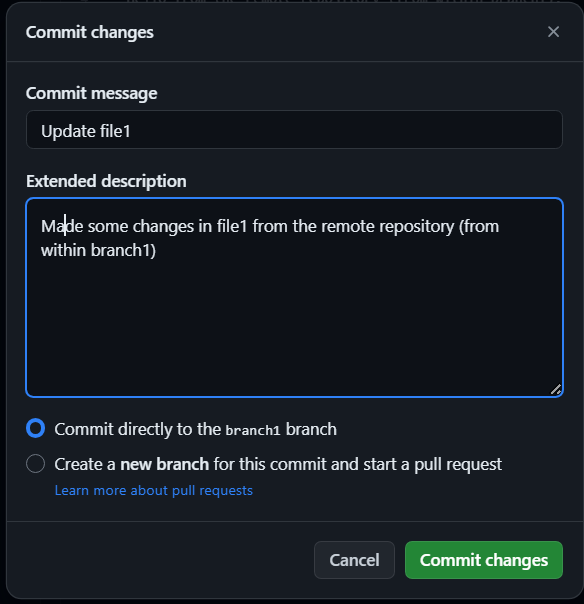 Commit changes
Commit message
Update file1
Extended description
Made some changes in file1 from the remote repository (from
within branch1)
Commit directly to the branch1 branch
Create a new branch for this commit and start a pull request
Learn more about pull requests
Cancel
Commit changes